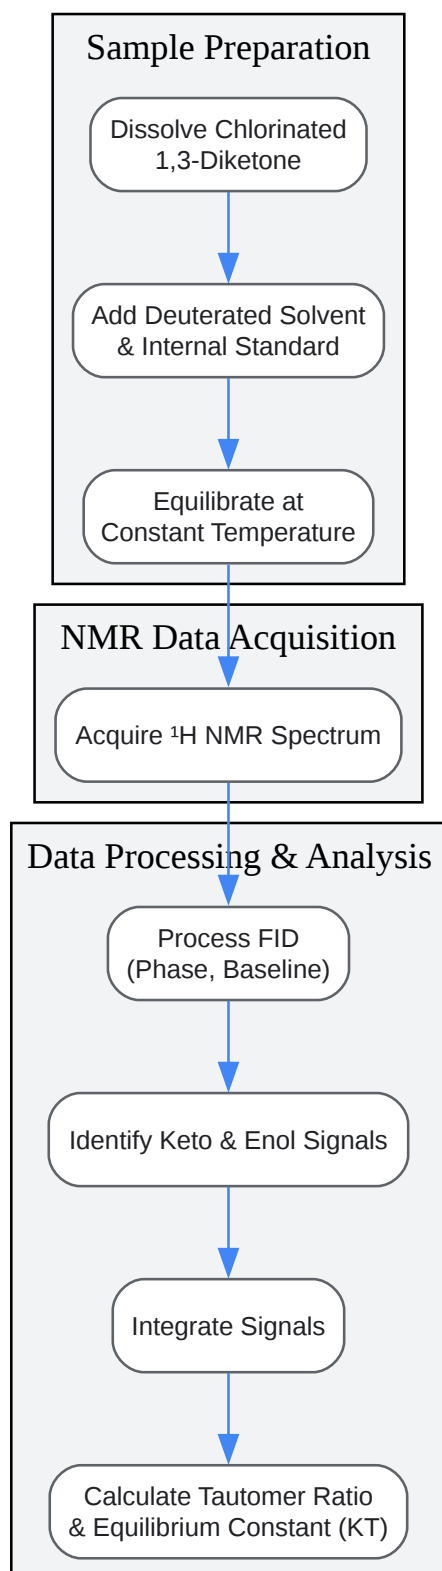 Sample Preparation
Dissolve Chlorinated
1,3-Diketone
Add Deuterated Solvent
& Internal Standard
Equilibrate at
Constant Temperature
NMR Data Acquisition
Acquire ¹H NMR Spectrum
Data Processing & Analysis
Process FID
(Phase, Baseline)
Identify Keto & Enol Signals
Integrate Signals
Calculate Tautomer Ratio
& Equilibrium Constant (KT)